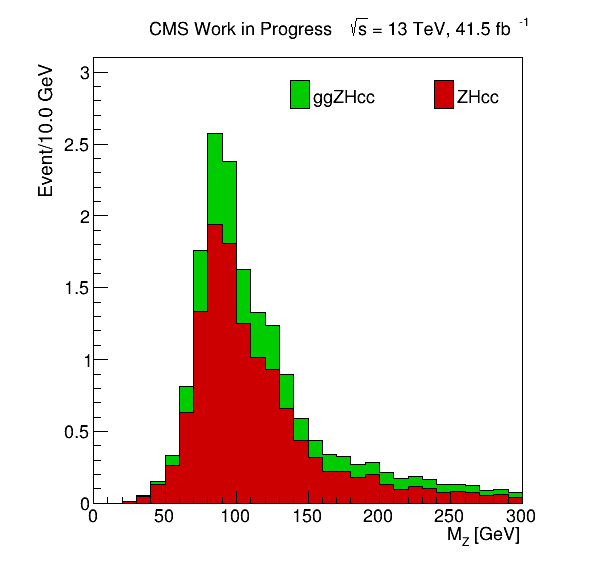 CMS Work in Progress √s = 13 TeV, 41.5 fb -1
Event/10.0 GeV
ggZHcc ZHcc
3
2.5
2
1.5
1
0.5
0
0 50 100 150 200 250 300
M_Z [GeV]